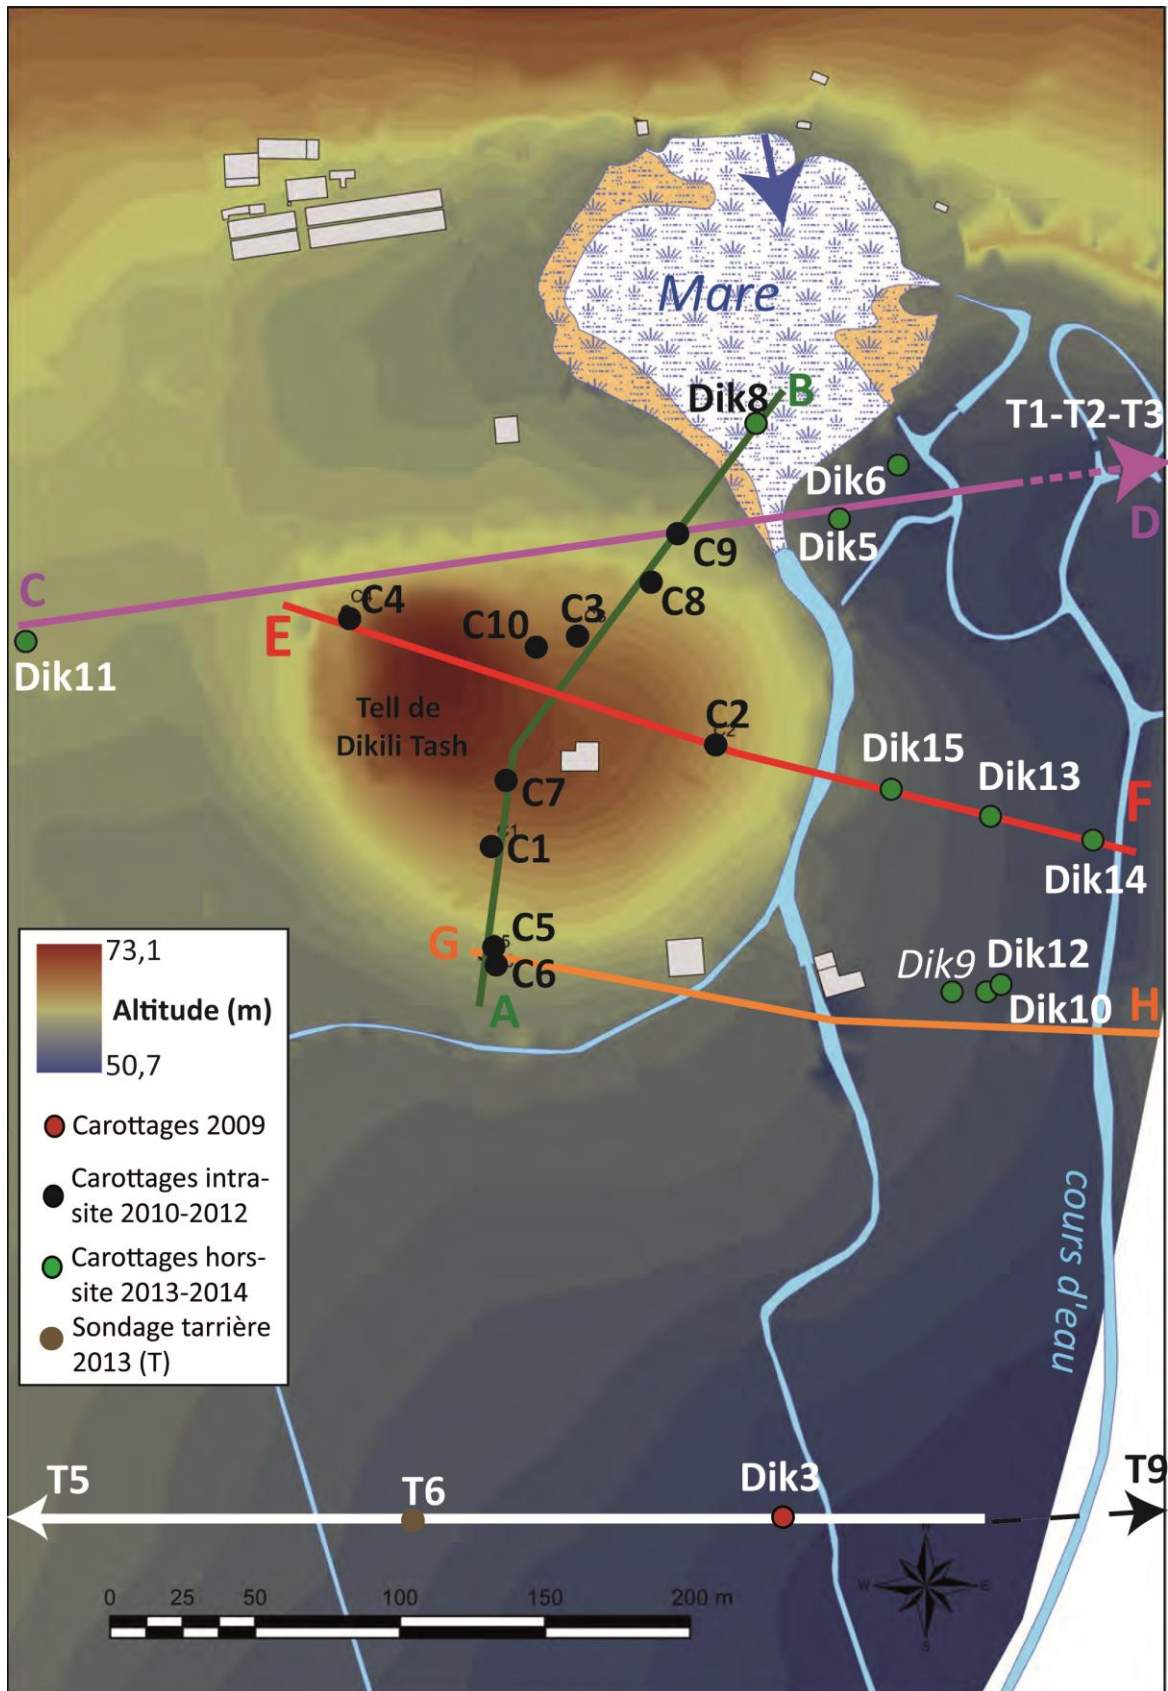 Mare
Dik8
B
T1-T2-T3
Dik6
D
Dik5
C9
C
C8
C4
C4
C3
C10
E
Dik11
Tell de
Dikili Tash
C2
C2
Dik15
Dik13
F
C7
C1
C1
Dik14
C5
G
C6
Dik9
Dik12
Dik10
H
A
73,1
Altitude (m)
50,7
Carottages 2009
Carottages intra-
site 2010-2012
Carottages hors-
site 2013-2014
Sondage tarrière
2013 (T)
cours d'eau
T5
T6
Dik3
T9
N
W
E
S
0 25 50 100 150 200 m